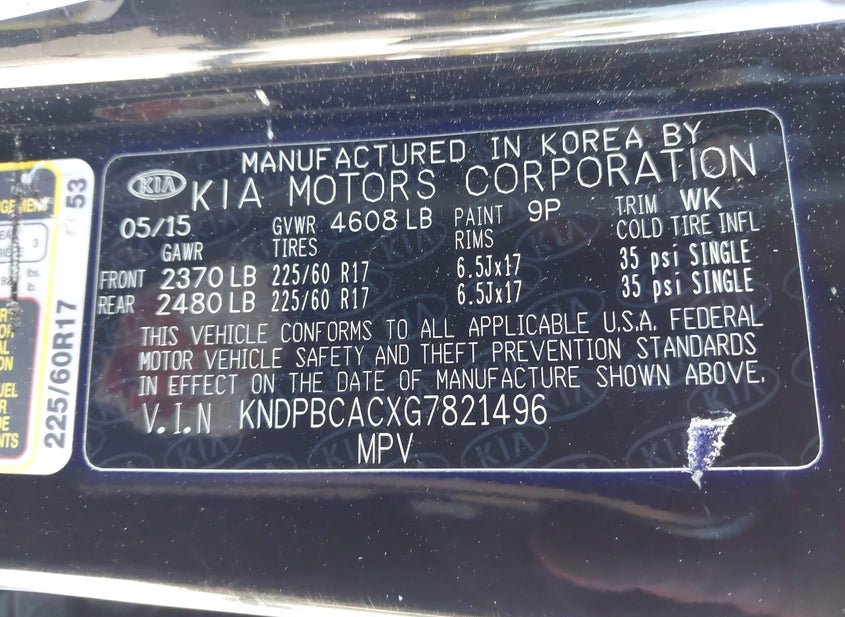 MANUFACTURED IN KOREA BY
KIA KIA MOTORS CORPORATION
05/15 GVWR 4608 LB PAINT 9P TRIM WK
GAWR TIRES RIMS COLD TIRE INFL
FRONT 2370 LB 225/60 R17 6.5Jx17 35 psi SINGLE
REAR 2480 LB 225/60 R17 6.5Jx17 35 psi SINGLE
THIS VEHICLE CONFORMS TO ALL APPLICABLE U.S.A. FEDERAL
MOTOR VEHICLE SAFETY AND THEFT PREVENTION STANDARDS
IN EFFECT ON THE DATE OF MANUFACTURE SHOWN ABOVE.
V.I.N KNDPBCACXG7821496
MPV
53
225/60R17
3
lbs.
lb.